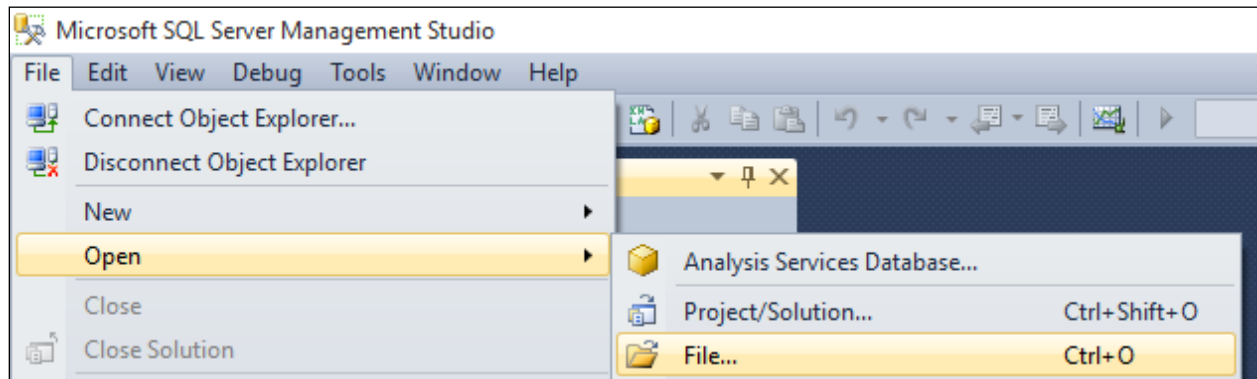 Microsoft SQL Server Management Studio
File Edit View Debug Tools Window Help
Connect Object Explorer...
Disconnect Object Explorer
New
Open
Analysis Services Database...
Close
Project/Solution... Ctrl+Shift+O
Close Solution
File... Ctrl+O